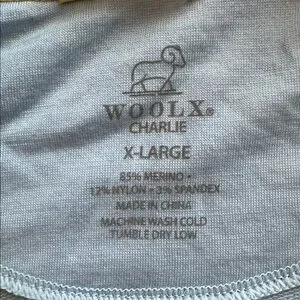 WOOLX®
CHARLIE
X-LARGE
85% MERINO •
12% NYLON • 3% SPANDEX
MADE IN CHINA
MACHINE WASH COLD
TUMBLE DRY LOW